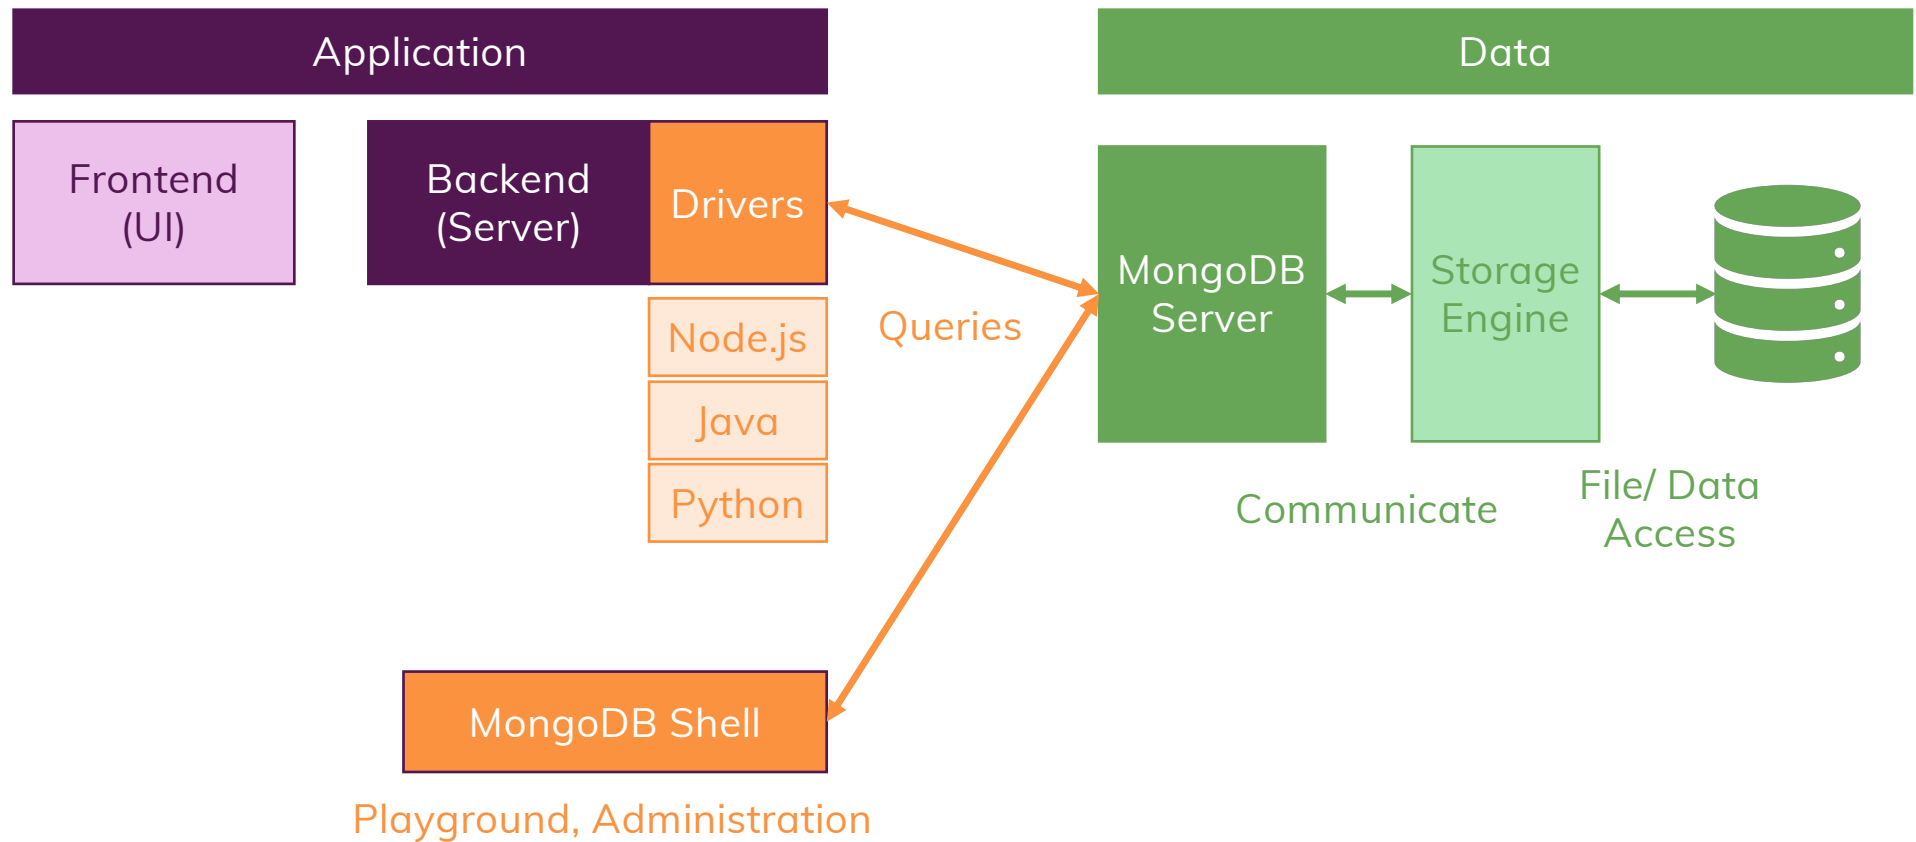 Application
Data
Frontend
(UI)
Backend
(Server)
Drivers
Node.js
Java
Python
Queries
MongoDB
Server
Storage
Engine
Communicate
File/ Data
Access
MongoDB Shell
Playground, Administration